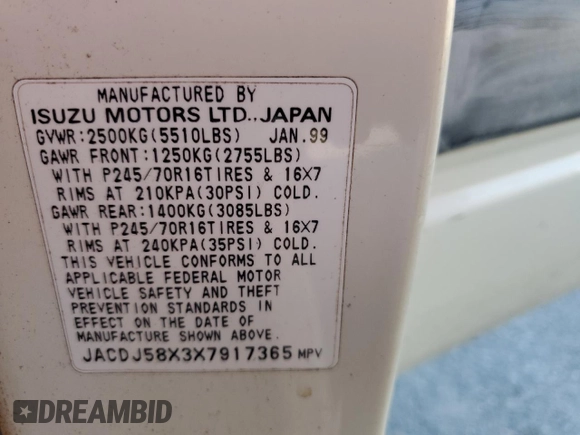 MANUFACTURED BY
ISUZU MOTORS LTD., JAPAN
GVWR:2500KG(5510LBS) JAN.99
GAWR FRONT:1250KG(2755LBS)
WITH P245/70R16TIRES & 16X7
RIMS AT 210KPA(30PSI) COLD.
GAWR REAR:1400KG(3085LBS)
WITH P245/70R16TIRES & 16X7
RIMS AT 240KPA(35PSI) COLD.
THIS VEHICLE CONFORMS TO ALL
APPLICABLE FEDERAL MOTOR
VEHICLE SAFETY AND THEFT
PREVENTION STANDARDS IN
EFFECT ON THE DATE OF
MANUFACTURE SHOWN ABOVE.
JACDJ58X3X7917365 MPV
DREAMBID